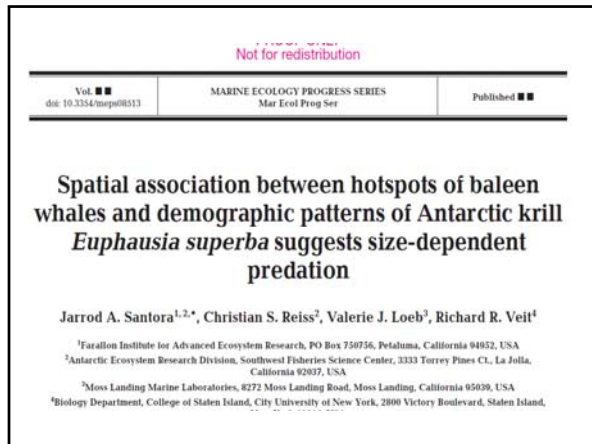 Not for redistribution
Vol. ■■
doi: 10.3354/meps08513
MARINE ECOLOGY PROGRESS SERIES
Mar Ecol Prog Ser
Published ■■
Spatial association between hotspots of baleen
whales and demographic patterns of Antarctic krill
Euphausia superba suggests size-dependent
predation
Jarrod A. Santora1,2,*, Christian S. Reiss2, Valerie J. Loeb3, Richard R. Veit4
1Farallon Institute for Advanced Ecosystem Research, PO Box 750756, Petaluma, California 94952, USA
2Antarctic Ecosystem Research Division, Southwest Fisheries Science Center, 3333 Torrey Pines Ct., La Jolla,
California 92037, USA
3Moss Landing Marine Laboratories, 8272 Moss Landing Road, Moss Landing, California 95039, USA
4Biology Department, College of Staten Island, City University of New York, 2800 Victory Boulevard, Staten Island,